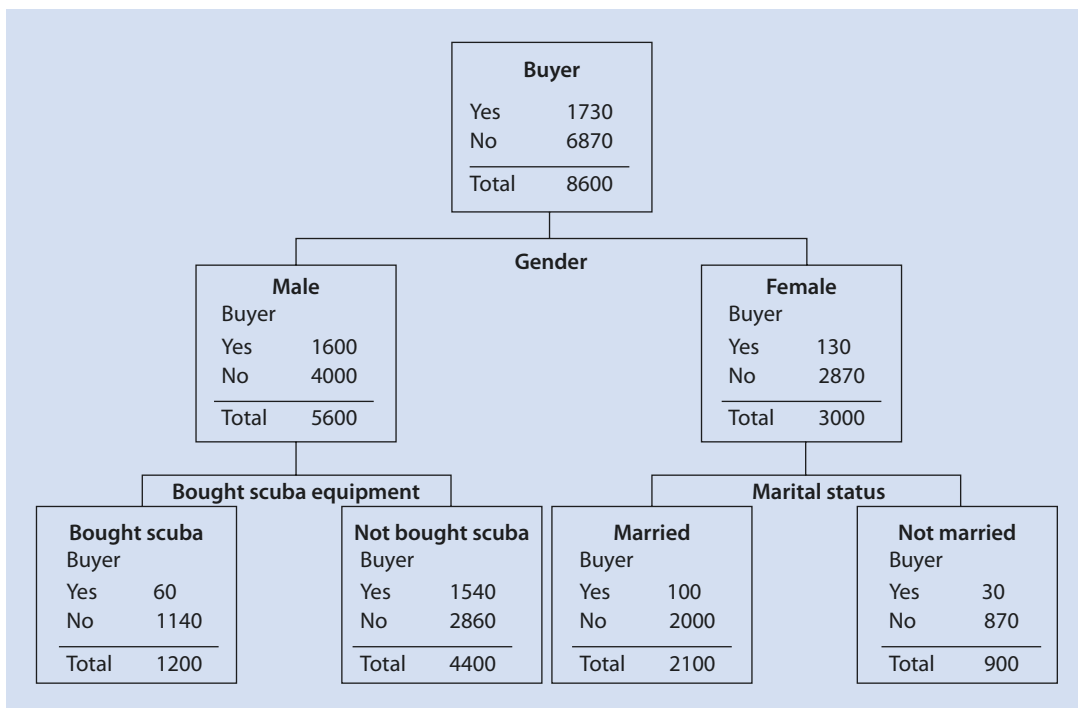 Buyer
Yes 1730
No 6870
Total 8600
Gender
Male
Buyer
Yes 1600
No 4000
Total 5600
Female
Buyer
Yes 130
No 2870
Total 3000
Bought scuba equipment
Marital status
Bought scuba
Buyer
Yes 60
No 1140
Total 1200
Not bought scuba
Buyer
Yes 1540
No 2860
Total 4400
Married
Buyer
Yes 100
No 2000
Total 2100
Not married
Buyer
Yes 30
No 870
Total 900